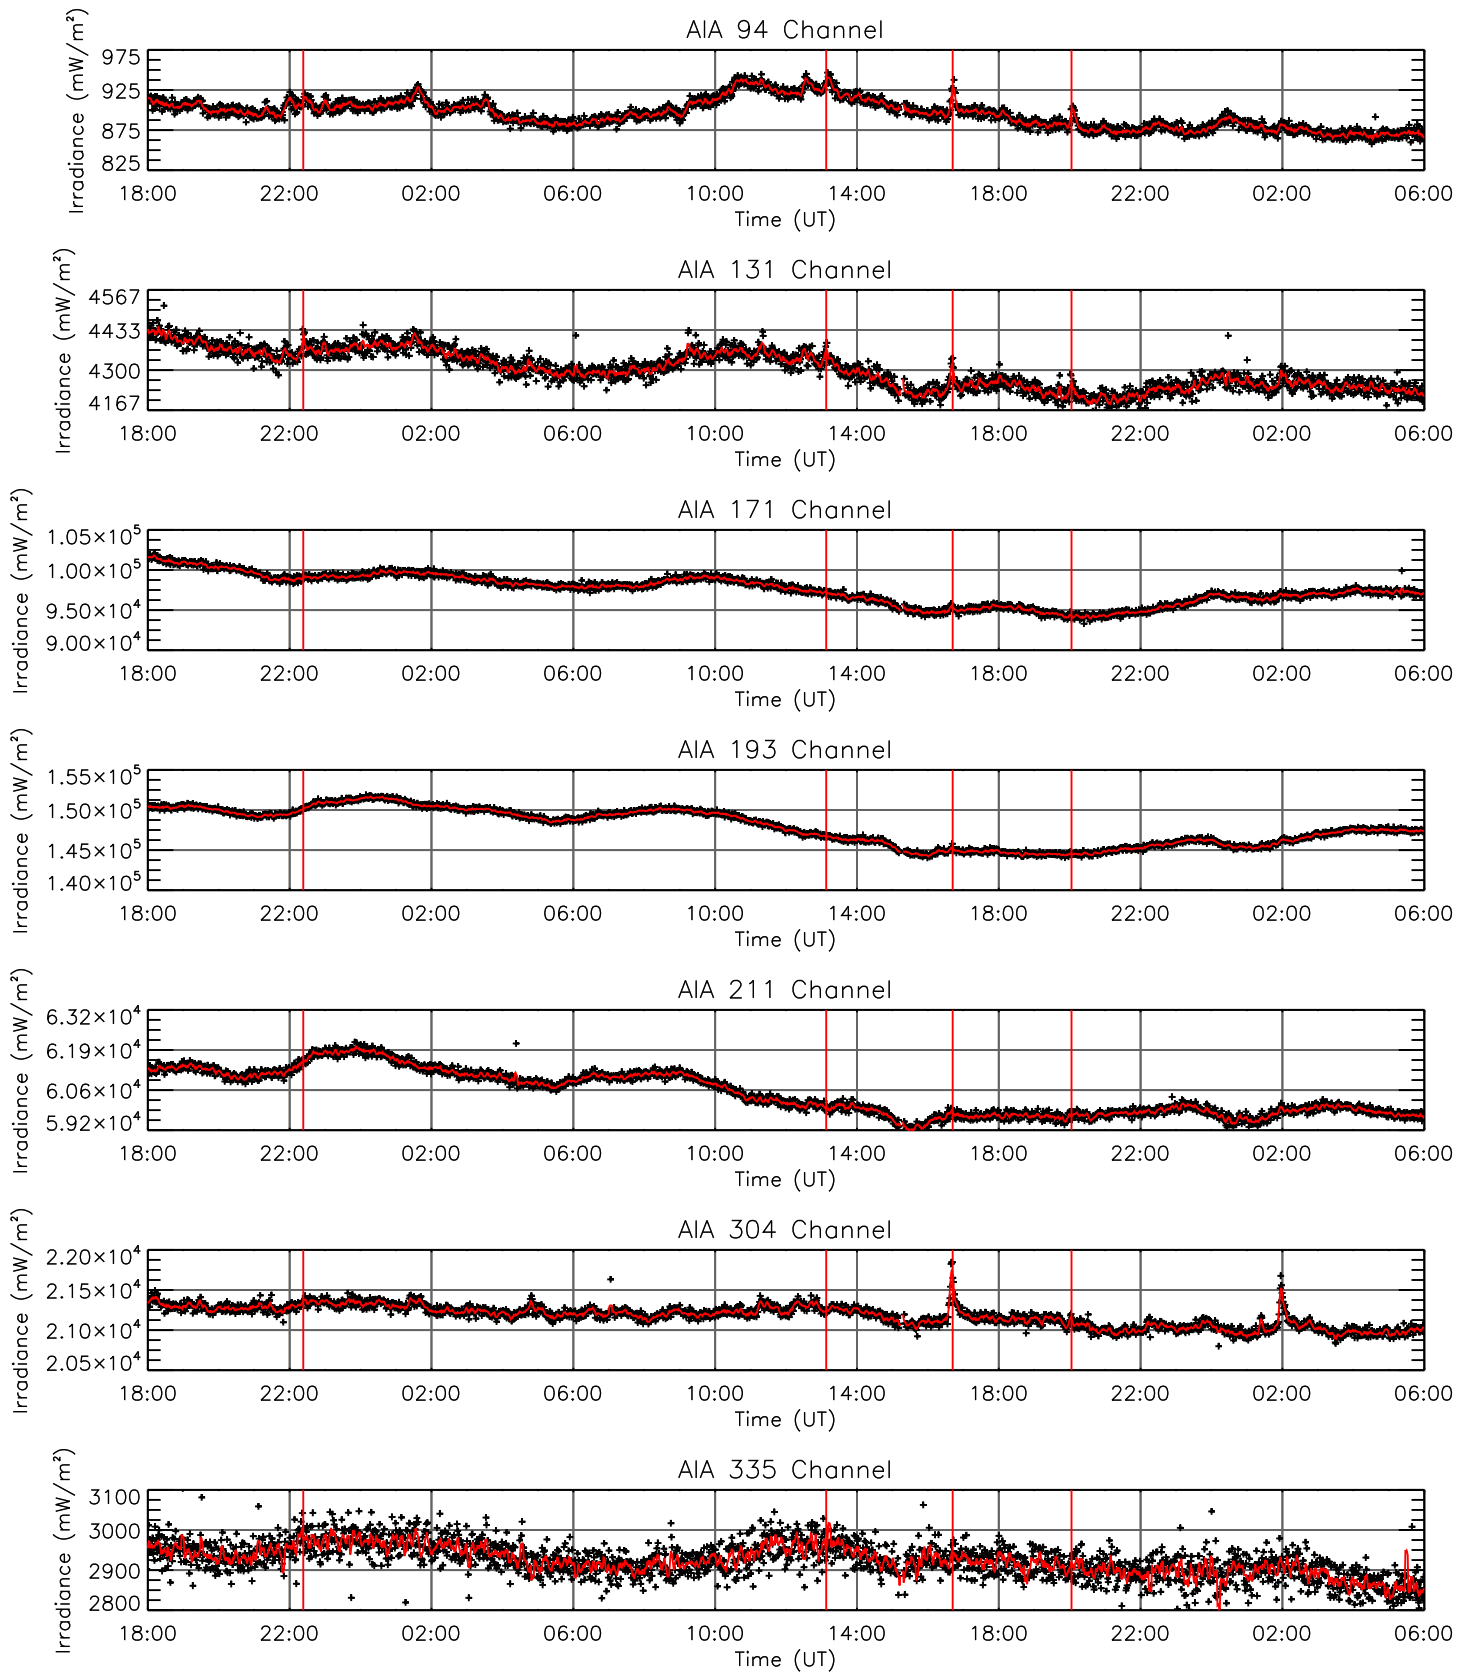 AIA 94 Channel
Irradiance (mW/m²)
975
925
875
825
18:00 22:00 02:00 06:00 10:00 14:00 18:00 22:00 02:00 06:00
Time (UT)
AIA 131 Channel
Irradiance (mW/m²)
4567
4433
4300
4167
18:00 22:00 02:00 06:00 10:00 14:00 18:00 22:00 02:00 06:00
Time (UT)
AIA 171 Channel
Irradiance (mW/m²)
1.05×10⁵
1.00×10⁵
9.50×10⁴
9.00×10⁴
18:00 22:00 02:00 06:00 10:00 14:00 18:00 22:00 02:00 06:00
Time (UT)
AIA 193 Channel
Irradiance (mW/m²)
1.55×10⁵
1.50×10⁵
1.45×10⁵
1.40×10⁵
18:00 22:00 02:00 06:00 10:00 14:00 18:00 22:00 02:00 06:00
Time (UT)
AIA 211 Channel
Irradiance (mW/m²)
6.32×10⁴
6.19×10⁴
6.06×10⁴
5.92×10⁴
18:00 22:00 02:00 06:00 10:00 14:00 18:00 22:00 02:00 06:00
Time (UT)
AIA 304 Channel
Irradiance (mW/m²)
2.20×10⁴
2.15×10⁴
2.10×10⁴
2.05×10⁴
18:00 22:00 02:00 06:00 10:00 14:00 18:00 22:00 02:00 06:00
Time (UT)
AIA 335 Channel
Irradiance (mW/m²)
3100
3000
2900
2800
18:00 22:00 02:00 06:00 10:00 14:00 18:00 22:00 02:00 06:00
Time (UT)